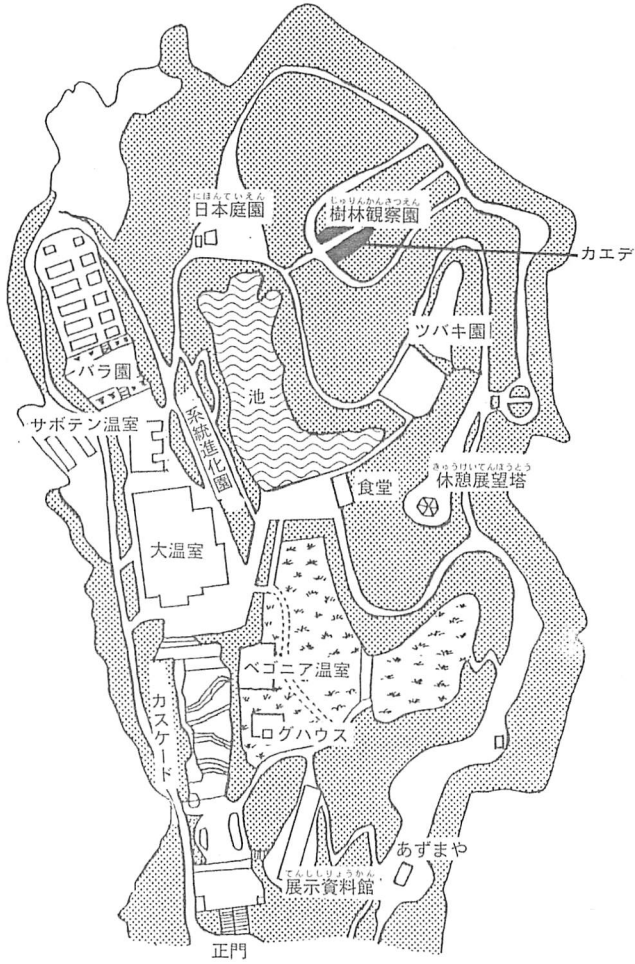 にほんていえん
日本庭園
じゅりんかんさつえん
樹林観察園
カエデ
ツバキ園
バラ園
池
サボテン温室
系統進化園
きゅうけいてんぼうとう
休憩展望塔
食堂
大温室
ベゴニア温室
カスケード
ログハウス
あずまや
てんじしりょうかん
展示資料館
正門